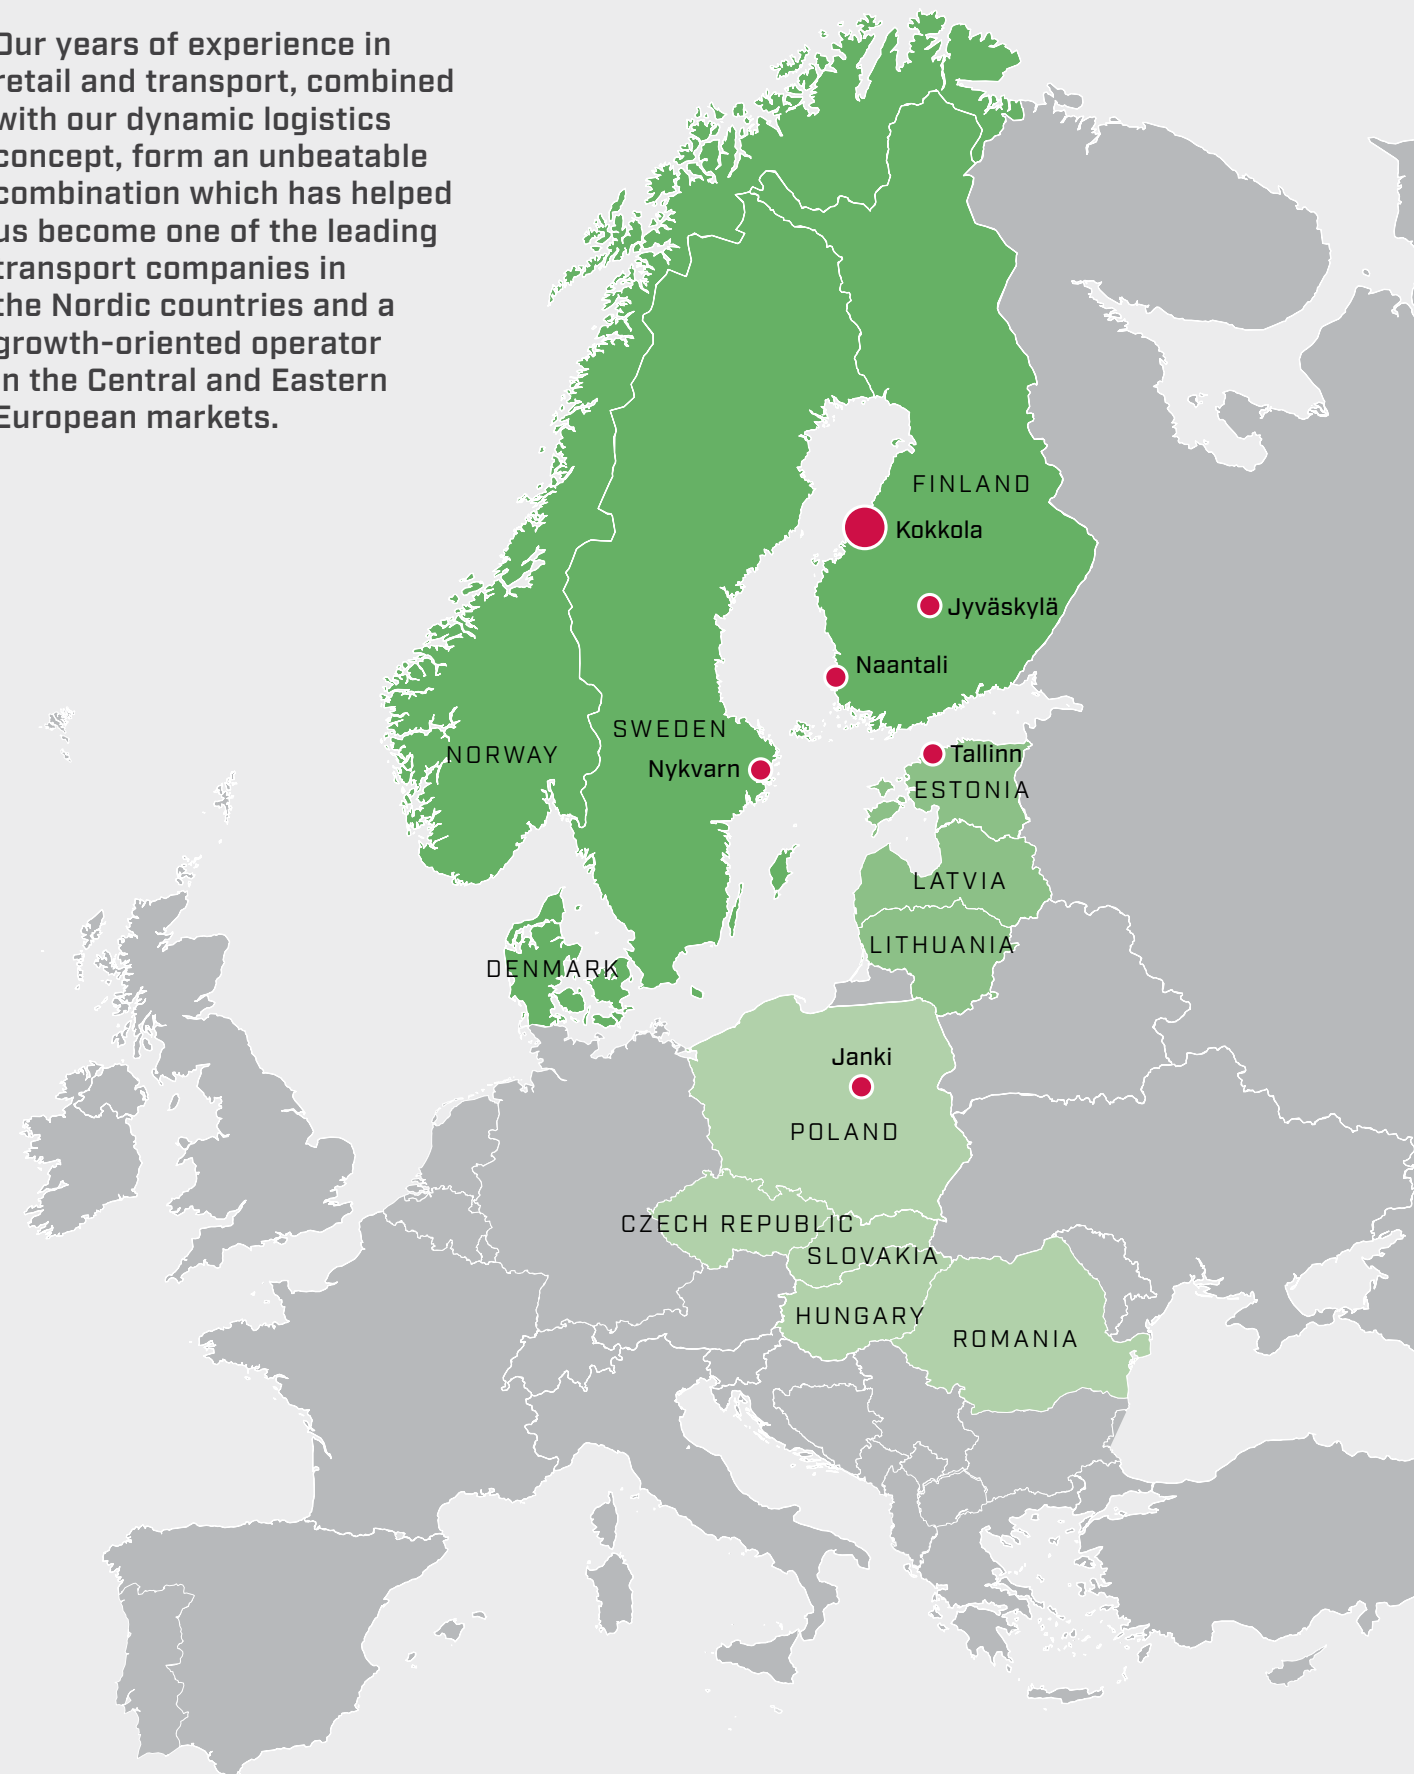 Our years of experience in
retail and transport, combined
with our dynamic logistics
concept, form an unbeatable
combination which has helped
us become one of the leading
transport companies in
the Nordic countries and a
growth-oriented operator
in the Central and Eastern
European markets.
FINLAND
Kokkola
Jyväskylä
Naantali
SWEDEN
NORWAY
Nykvarn
Tallinn
ESTONIA
LATVIA
LITHUANIA
DENMARK
Janki
POLAND
CZECH REPUBLIC
SLOVAKIA
HUNGARY
ROMANIA